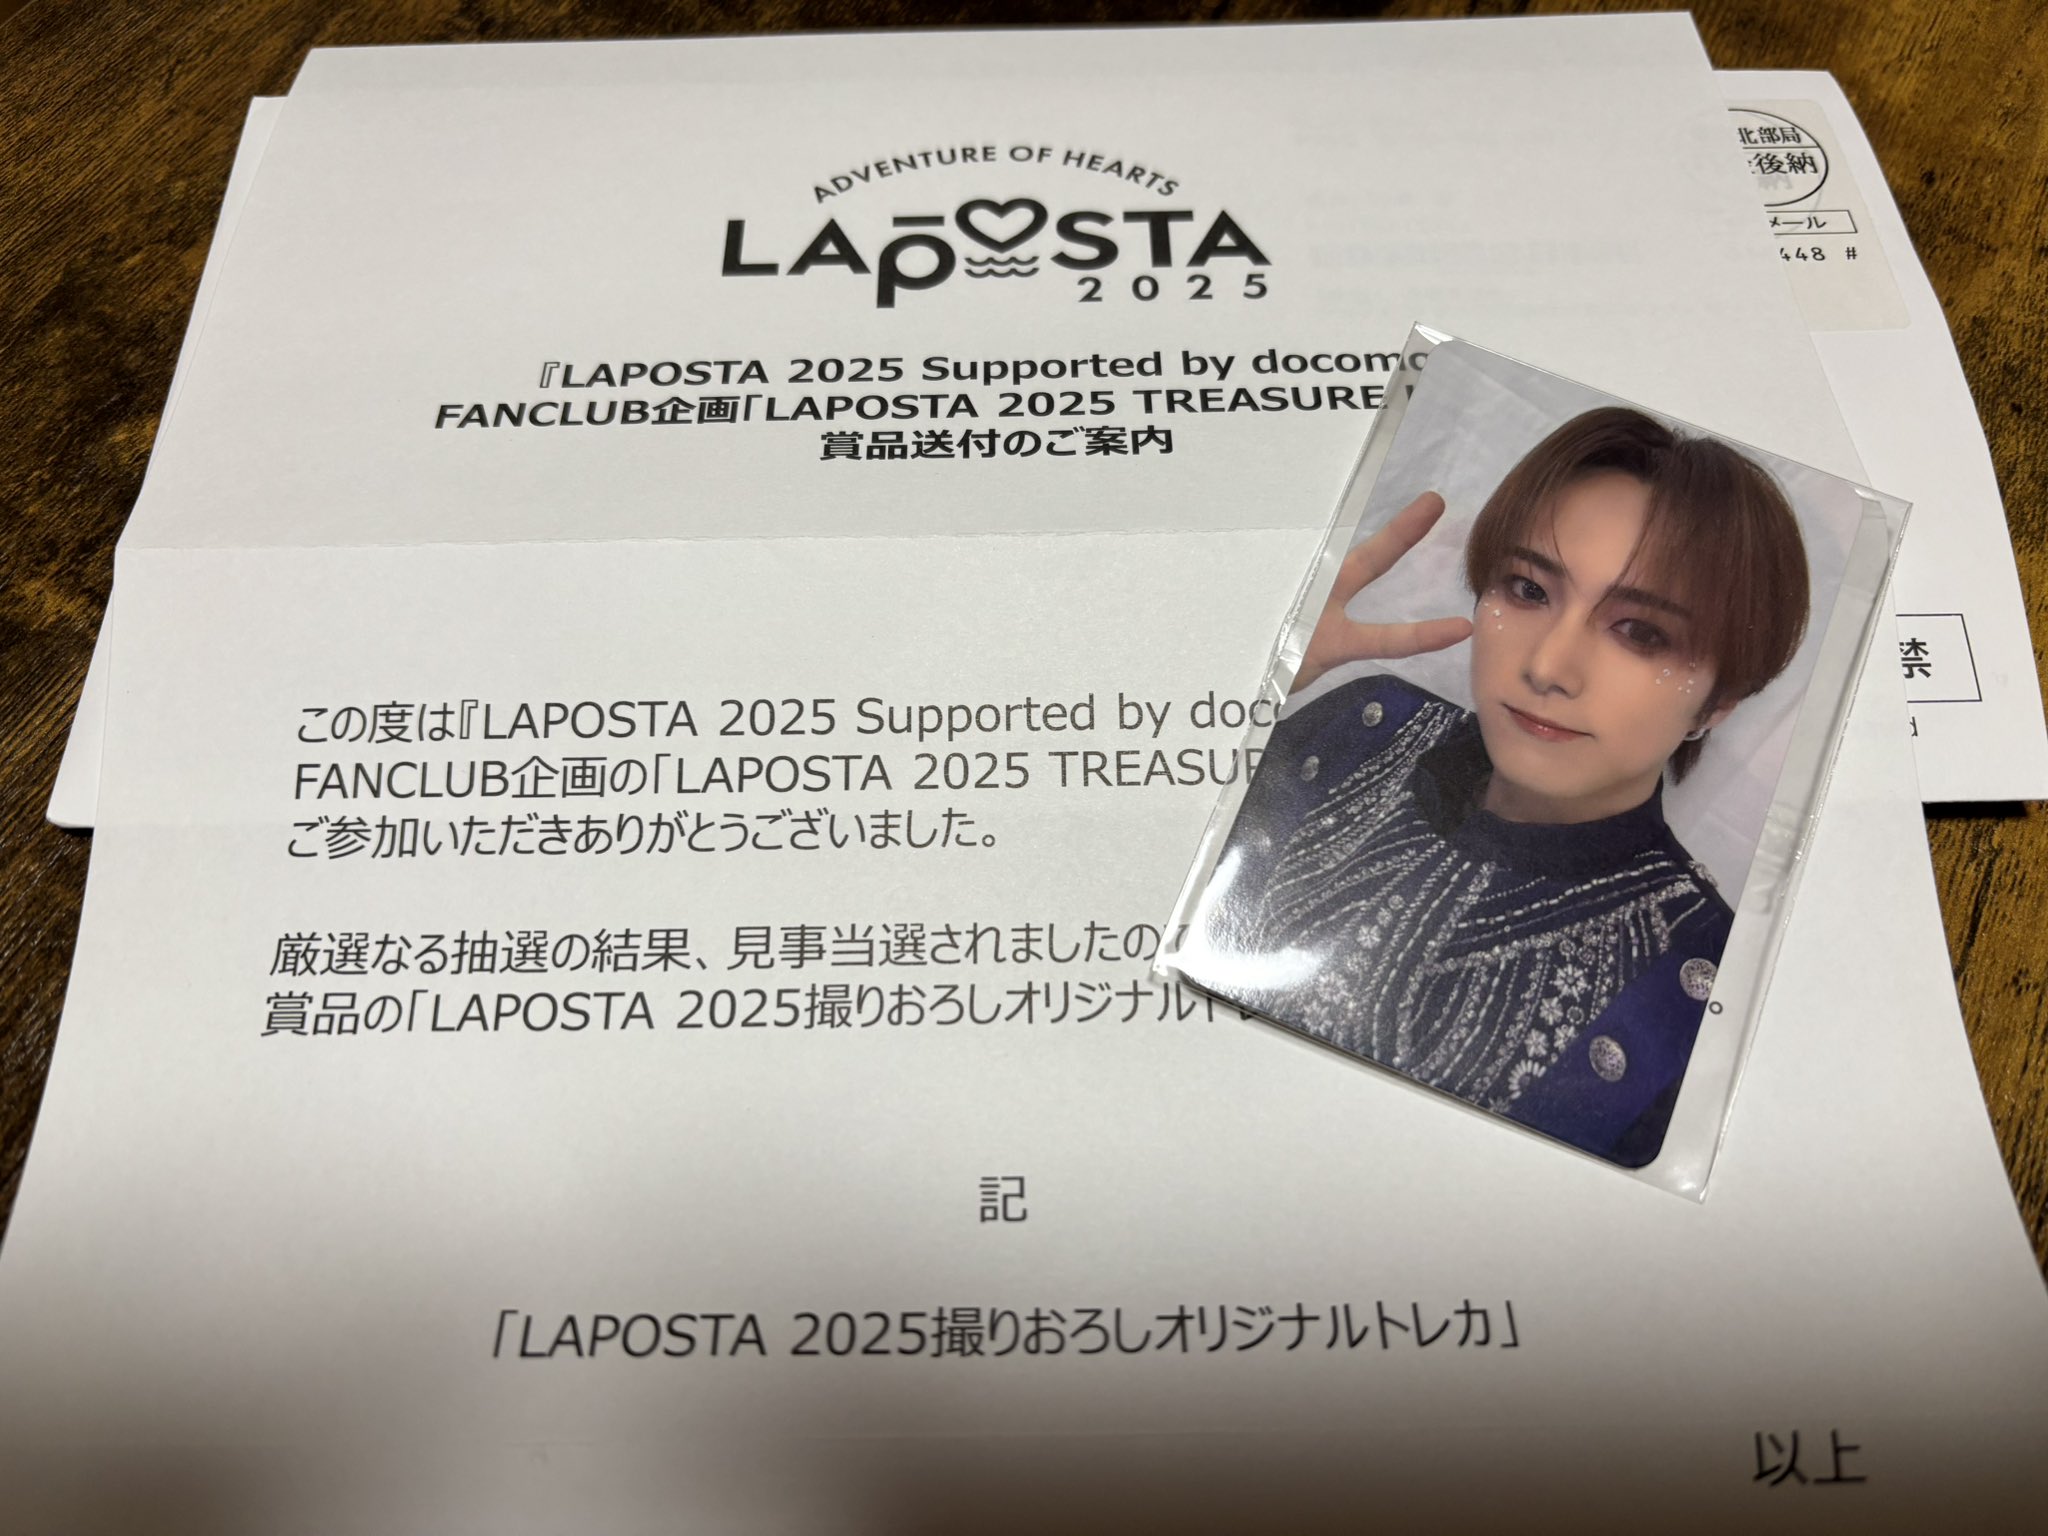 ADVENTURE OF HEARTS
LAPOSTA
2025
『LAPOSTA 2025 Supported by docomo
FANCLUB企画「LAPOSTA 2025 TREASURE
賞品送付のご案内
この度は『LAPOSTA 2025 Supported by doc
FANCLUB企画の「LAPOSTA 2025 TREASUR
ご参加いただきありがとうございました。
厳選なる抽選の結果、見事当選されましたので
賞品の「LAPOSTA 2025撮りおろしオリジナルトレ
。
記
「LAPOSTA 2025撮りおろしオリジナルトレカ」
以上
北部局
後納
メール
448 #
禁
d